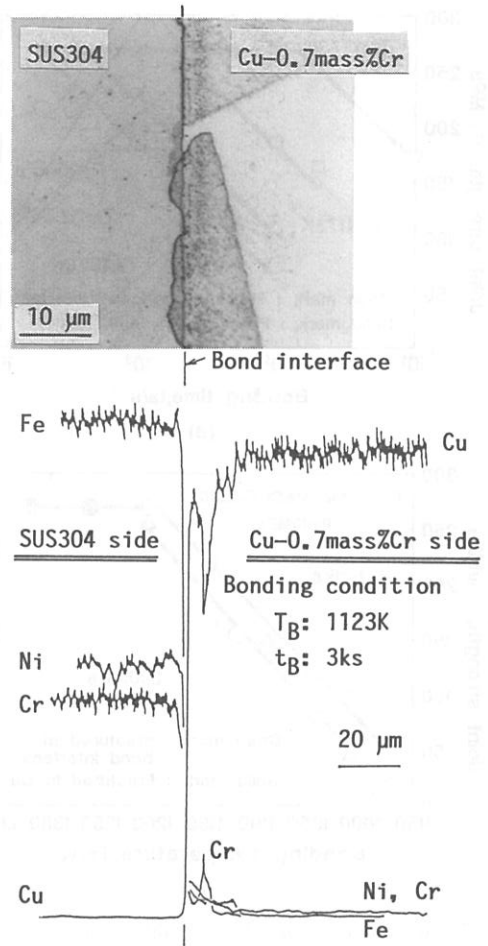 SUS304
Cu-0.7mass%Cr
10 μm
Bond interface
Fe
Cu
SUS304 side
Cu-0.7mass%Cr side
Bonding condition
T_B: 1123K
t_B: 3ks
Ni
Cr
20 μm
Cr
Cu
Ni, Cr
Fe